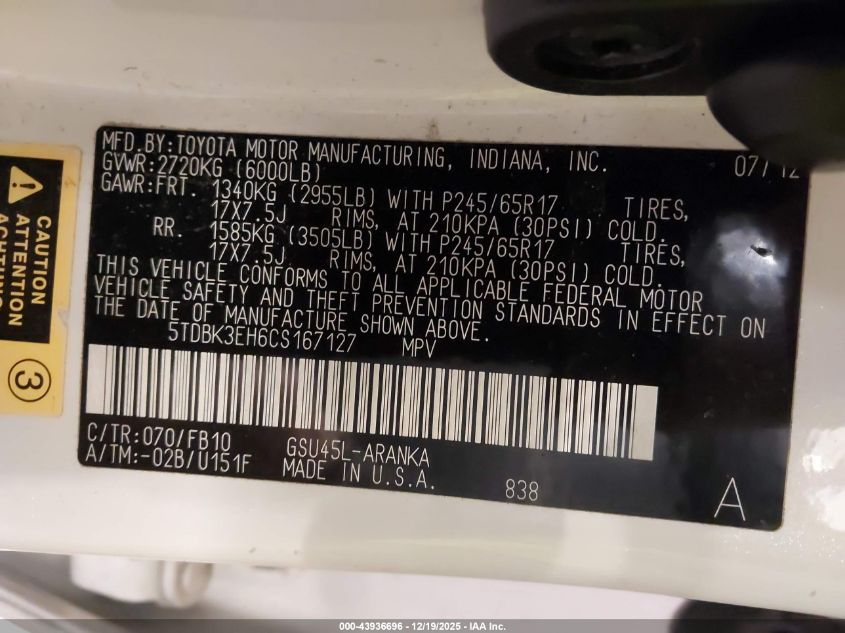 MFD.BY:TOYOTA MOTOR MANUFACTURING, INDIANA, INC. 07/12
GVWR:2720KG (6000LB)
GAWR:FRT. 1340KG (2955LB) WITH P245/65R17 TIRES,
17X7.5J RIMS, AT 210KPA (30PSI) COLD.
RR. 1585KG (3505LB) WITH P245/65R17 TIRES,
17X7.5J RIMS, AT 210KPA (30PSI) COLD.
THIS VEHICLE CONFORMS TO ALL APPLICABLE FEDERAL MOTOR
VEHICLE SAFETY AND THEFT PREVENTION STANDARDS IN EFFECT ON
THE DATE OF MANUFACTURE SHOWN ABOVE.
5TDBK3EH6CS167127 MPV
C/TR:070/FB10 GSU45L-ARANKA
A/TM:-02B/U151F MADE IN U.S.A.
838
A
CAUTION
ATTENTION
ACHTUNG
3
000-43936696 - 12/19/2025 - IAA Inc.